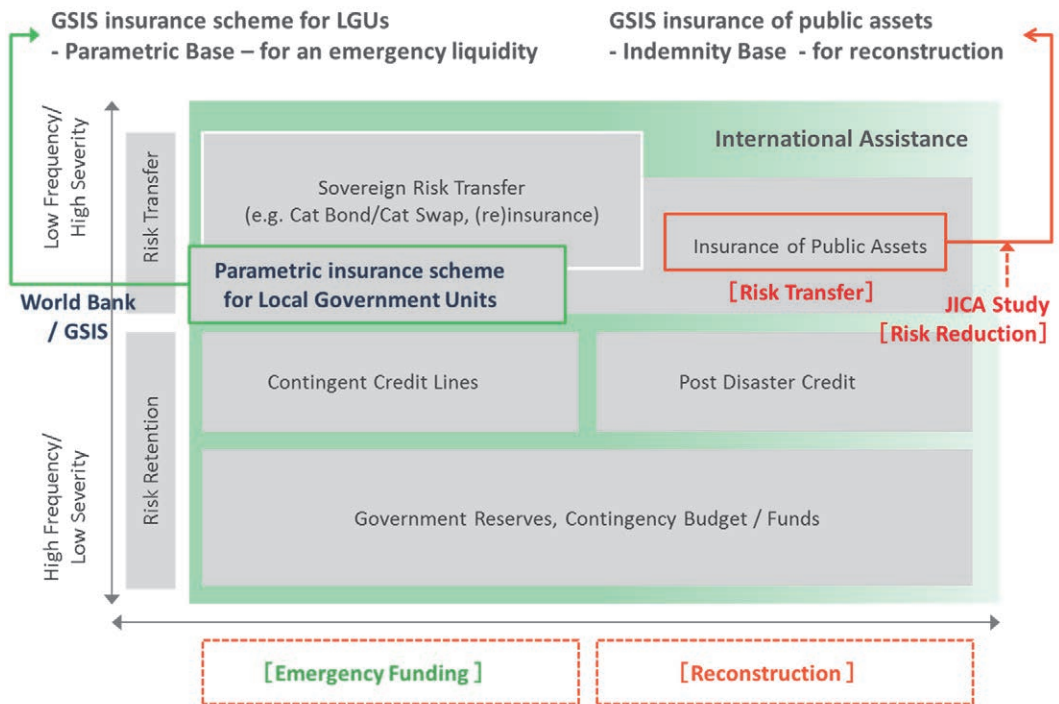 GSIS insurance scheme for LGUs
- Parametric Base – for an emergency liquidity
GSIS insurance of public assets
- Indemnity Base - for reconstruction
Low Frequency/
High Severity
Risk Transfer
International Assistance
Sovereign Risk Transfer
(e.g. Cat Bond/Cat Swap, (re)insurance)
Insurance of Public Assets
[Risk Transfer]
Parametric insurance scheme
for Local Government Units
World Bank
/ GSIS
JICA Study
[Risk Reduction]
High Frequency/
Low Severity
Risk Retention
Contingent Credit Lines
Post Disaster Credit
Government Reserves, Contingency Budget / Funds
[Emergency Funding]
[Reconstruction]